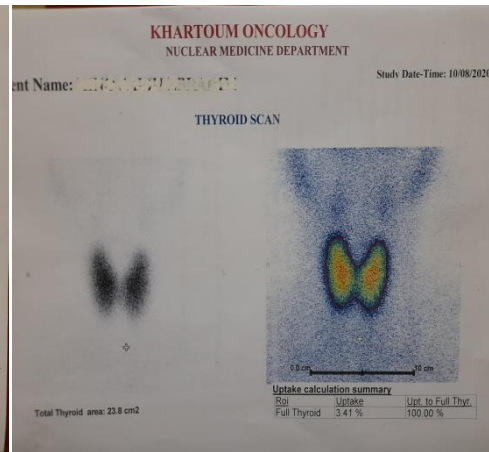 KHARTOUM ONCOLOGY
NUCLEAR MEDICINE DEPARTMENT
ent Name:
Study Date-Time: 10/08/2020
THYROID SCAN
0.0 cm 10 cm
Total Thyroid area: 23.8 cm2
Uptake calculation summary
Roi Uptake Upt. to Full Thyr.
Full Thyroid 3.41 % 100.00 %